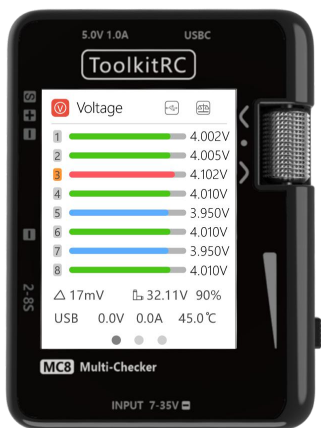 5.0V 1.0A USBC
ToolkitRC
Voltage
1 4.002V
2 4.005V
3 4.102V
4 4.010V
5 3.950V
6 4.010V
7 3.950V
8 4.010V
△ 17mV 32.11V 90%
USB 0.0V 0.0A 45.0℃
S
2-8S
MC8 Multi-Checker
INPUT 7-35V